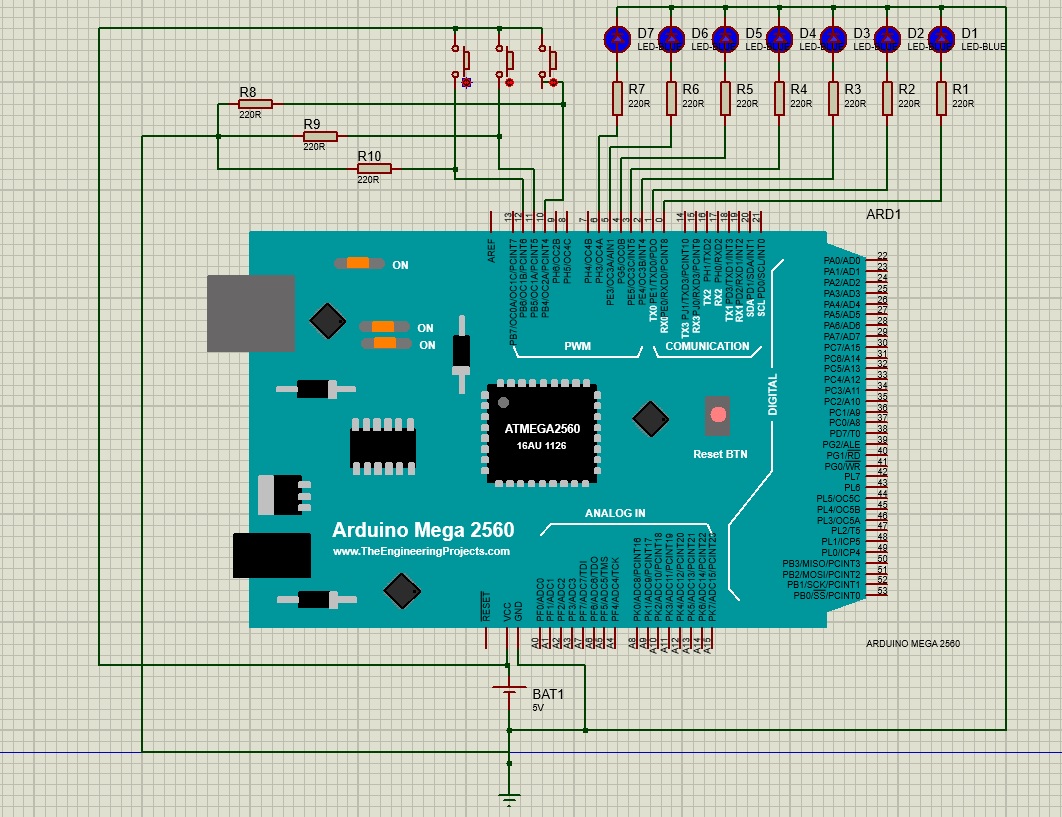 D7 D6 D5 D4 D3 D2 D1
LED-BLUE
R8
220R
R9
220R
R10
220R
R7 R6 R5 R4 R3 R2 R1
220R 220R 220R 220R 220R 220R 220R
13 12 11 10 9 8 7 6 5 4 3 2 1 0 14 15 16 17 18 19 20 21
ARD1
AREF
PB7/OC0A/OC1C/PCINT7
PB6/OC1B/PCINT6
PB5/OC1A/PCINT5
PB4/OC2A/PCINT4
PH6/OC2B
PH5/OC4C
PH4/OC4B
PH3/OC4A
PE3/OC3A/AIN1
PG5/OC0B
PE5/OC3C/INT5
PE4/OC3B/INT4
TX0 PE1/TXD0/PDO
RX0 PE0/RXD0/PCINT8
TX3 PJ1/TXD3/PCINT10
RX3 PJ0/RXD3/PCINT9
TX2 PH1/TXD2
RX2 PH0/RXD2
TX1 PD3/TXD1/INT3
RX1 PD2/RXD1/INT2
SDA PD1/SDA/INT1
SCL PD0/SCL/INT0
PWM
COMUNICATION
ON
ON
ON
PA0/AD0 22
PA1/AD1 23
PA2/AD2 24
PA3/AD3 25
PA4/AD4 26
PA5/AD5 27
PA6/AD6 28
PA7/AD7 29
PC7/A15 30
PC6/A14 31
PC5/A13 32
PC4/A12 33
PC3/A11 34
PC2/A10 35
PC1/A9 36
PC0/A8 37
PD7/T0 38
PG2/ALE 39
PG1/RD 40
PG0/WR 41
PL7 42
PL6 43
PL5/OC5C 44
PL4/OC5B 45
PL3/OC5A 46
PL2/T5 47
PL1/ICP5 48
PL0/ICP4 49
PB3/MISO/PCINT3 50
PB2/MOSI/PCINT2 51
PB1/SCK/PCINT1 52
PB0/SS/PCINT0 53
DIGITAL
ATMEGA2560
16AU 1126
Reset BTN
ANALOG IN
Arduino Mega 2560
www.TheEngineeringProjects.com
RESET
VCC
GND
PF0/ADC0
PF1/ADC1
PF2/ADC2
PF3/ADC3
PF7/ADC7/TDI
PF6/ADC6/TDO
PF5/ADC5/TMS
PF4/ADC4/TCK
PK0/ADC8/PCINT16
PK1/ADC9/PCINT17
PK2/ADC10/PCINT18
PK3/ADC11/PCINT19
PK4/ADC12/PCINT20
PK5/ADC13/PCINT21
PK6/ADC14/PCINT22
PK7/ADC15/PCINT23
A0 A1 A2 A3 A7 A6 A5 A4 A8 A9 A10 A11 A12 A13 A14 A15
ARDUINO MEGA 2560
BAT1
5V